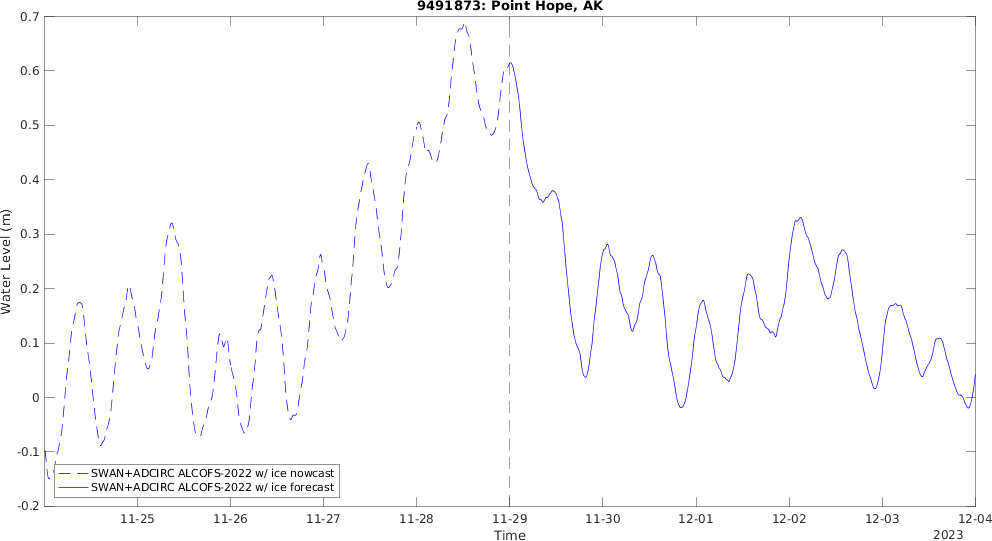 9491873: Point Hope, AK
0.7
0.6
0.5
0.4
0.3
0.2
0.1
0
-0.1
-0.2
Water Level (m)
SWAN+ADCIRC ALCOFS-2022 w/ ice nowcast
SWAN+ADCIRC ALCOFS-2022 w/ ice forecast
11-25 11-26 11-27 11-28 11-29 11-30 12-01 12-02 12-03 12-04
Time
2023